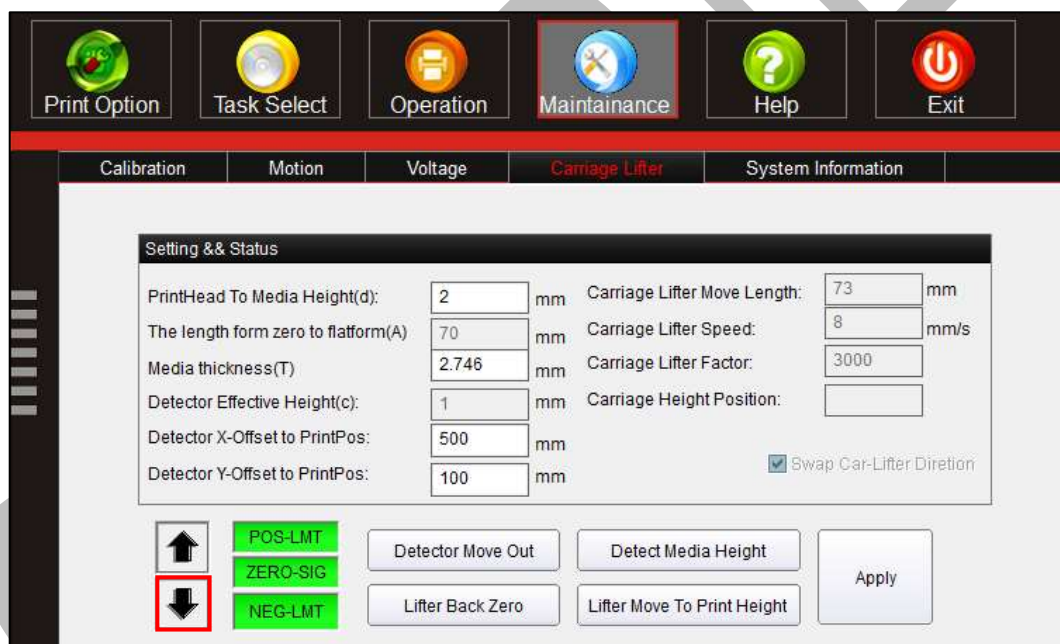 Print Option Task Select Operation Maintainance Help Exit
Calibration Motion Voltage Carriage Lifter System Information
Setting && Status
PrintHead To Media Height(d): 2 mm Carriage Lifter Move Length: 73 mm
The length form zero to flatform(A) 70 mm Carriage Lifter Speed: 8 mm/s
Media thickness(T) 2.746 mm Carriage Lifter Factor: 3000
Detector Effective Height(c): 1 mm Carriage Height Position:
Detector X-Offset to PrintPos: 500 mm
Detector Y-Offset to PrintPos: 100 mm Swap Car-Lifter Diretion
POS-LMT Detector Move Out Detect Media Height
ZERO-SIG Apply
NEG-LMT Lifter Back Zero Lifter Move To Print Height